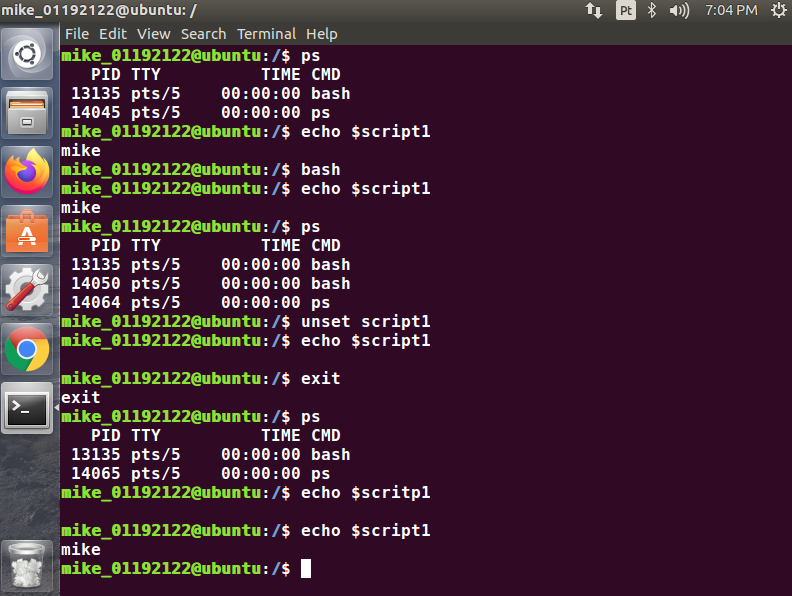 mike_01192122@ubuntu: /
Pt
7:04 PM
File Edit View Search Terminal Help
mike_01192122@ubuntu:/$ ps
  PID TTY          TIME CMD
13135 pts/5    00:00:00 bash
14045 pts/5    00:00:00 ps
mike_01192122@ubuntu:/$ echo $script1
mike
mike_01192122@ubuntu:/$ bash
mike_01192122@ubuntu:/$ echo $script1
mike
mike_01192122@ubuntu:/$ ps
  PID TTY          TIME CMD
13135 pts/5    00:00:00 bash
14050 pts/5    00:00:00 bash
14064 pts/5    00:00:00 ps
mike_01192122@ubuntu:/$ unset script1
mike_01192122@ubuntu:/$ echo $script1

mike_01192122@ubuntu:/$ exit
exit
mike_01192122@ubuntu:/$ ps
  PID TTY          TIME CMD
13135 pts/5    00:00:00 bash
14065 pts/5    00:00:00 ps
mike_01192122@ubuntu:/$ echo $scritp1

mike_01192122@ubuntu:/$ echo $script1
mike
mike_01192122@ubuntu:/$